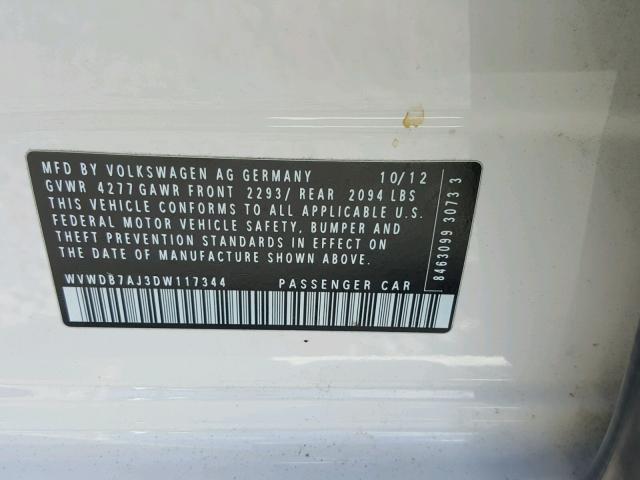 MFD BY VOLKSWAGEN AG GERMANY 10/12
GVWR 4277 GAWR FRONT 2293/ REAR 2094 LBS
THIS VEHICLE CONFORMS TO ALL APPLICABLE U.S.
FEDERAL MOTOR VEHICLE SAFETY, BUMPER AND
THEFT PREVENTION STANDARDS IN EFFECT ON
THE DATE OF MANUFACTURE SHOWN ABOVE.
WVWDB7AJ3DW117344 PASSENGER CAR
8463099 3073 3